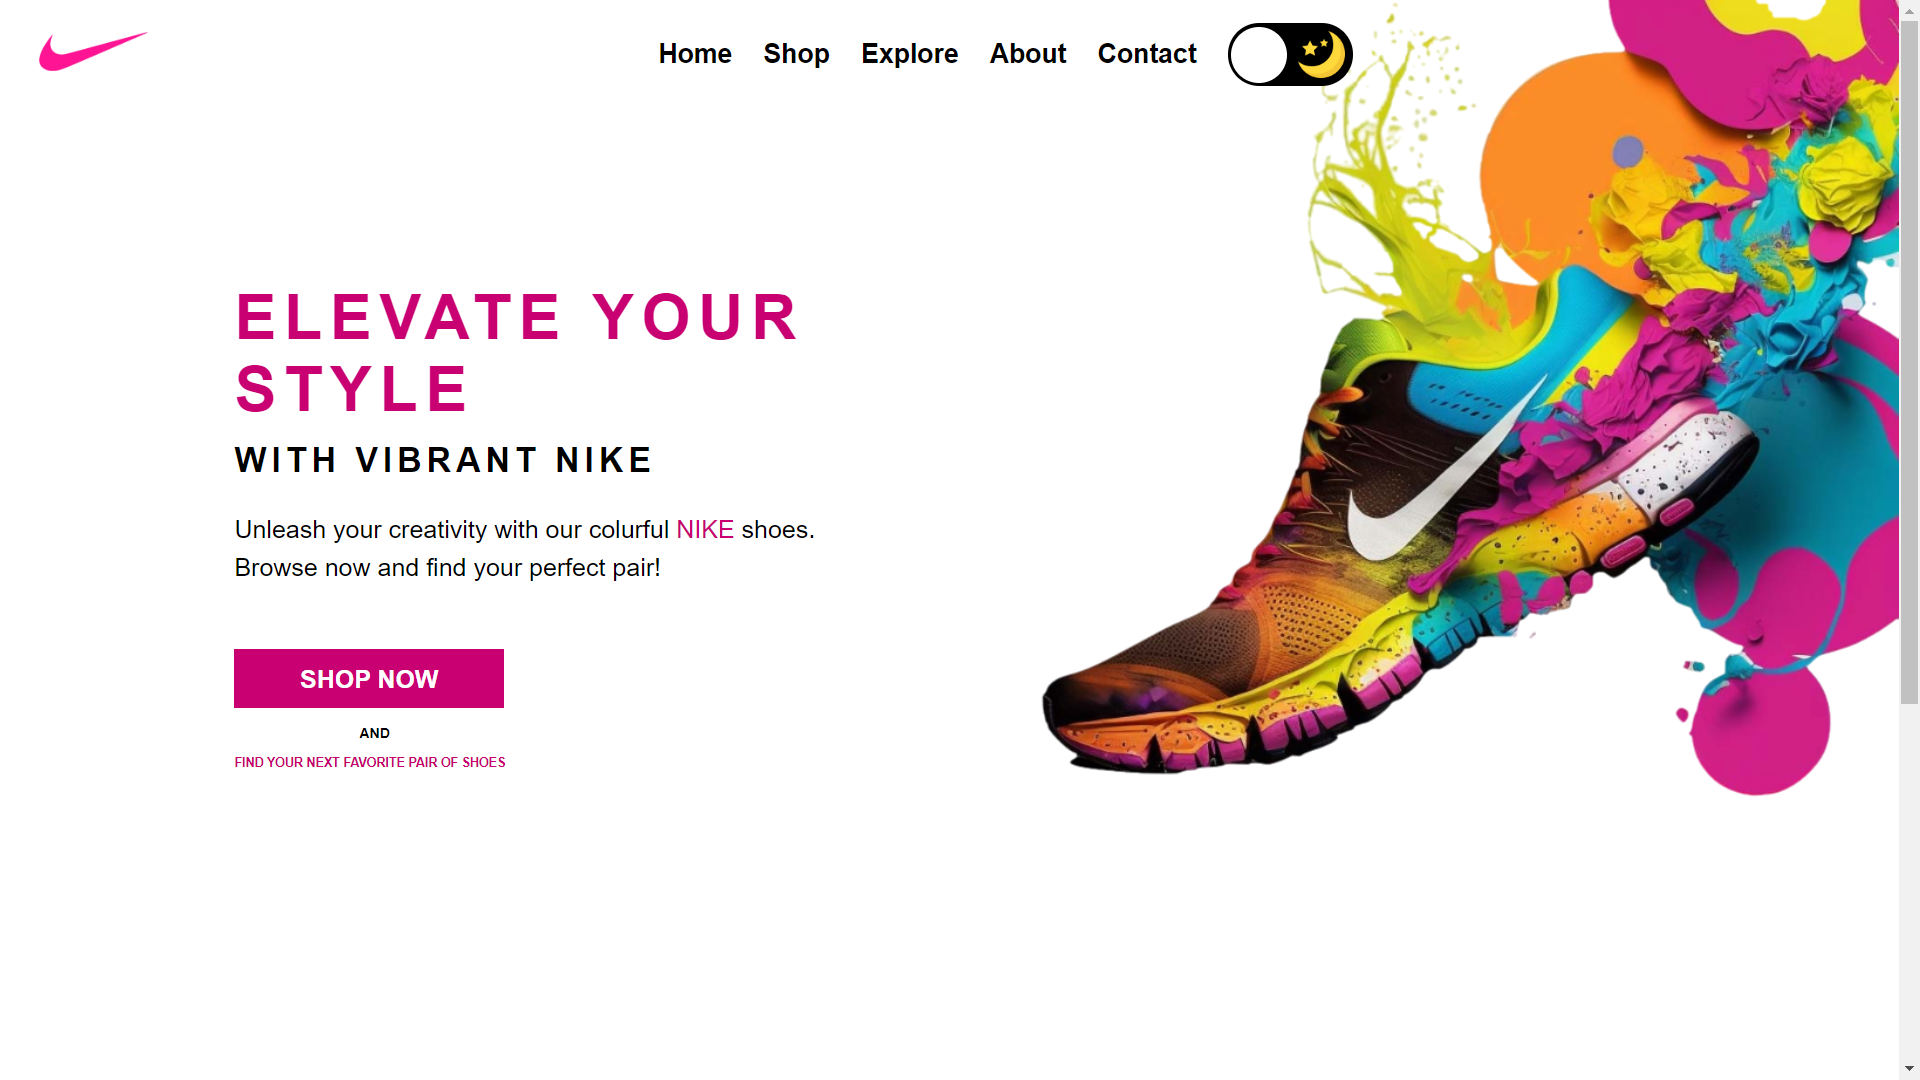 Home Shop Explore About Contact
ELEVATE YOUR
STYLE
WITH VIBRANT NIKE
Unleash your creativity with our colurful NIKE shoes.
Browse now and find your perfect pair!
SHOP NOW
AND
FIND YOUR NEXT FAVORITE PAIR OF SHOES